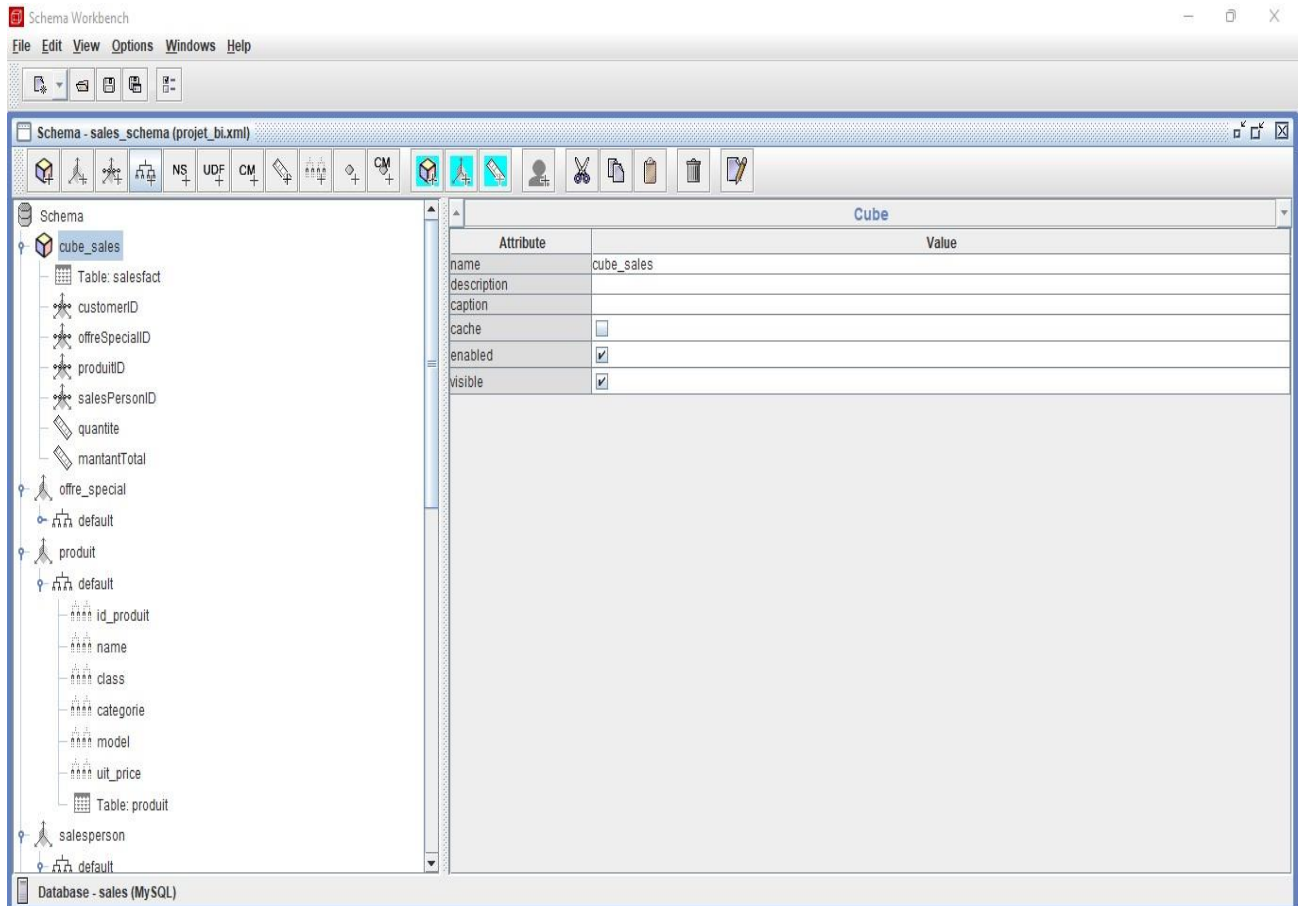 Schema Workbench
File Edit View Options Windows Help
Schema - sales_schema (projet_bi.xml)
NS UDF CM CM
Schema
cube_sales
Table: salesfact
customerID
offreSpecialID
produitID
salesPersonID
quantite
mantantTotal
offre_special
default
produit
default
id_produit
name
class
categorie
model
uit_price
Table: produit
salesperson
default
Cube
Attribute Value
name cube_sales
description
caption
cache
enabled
visible
Database - sales (MySQL)